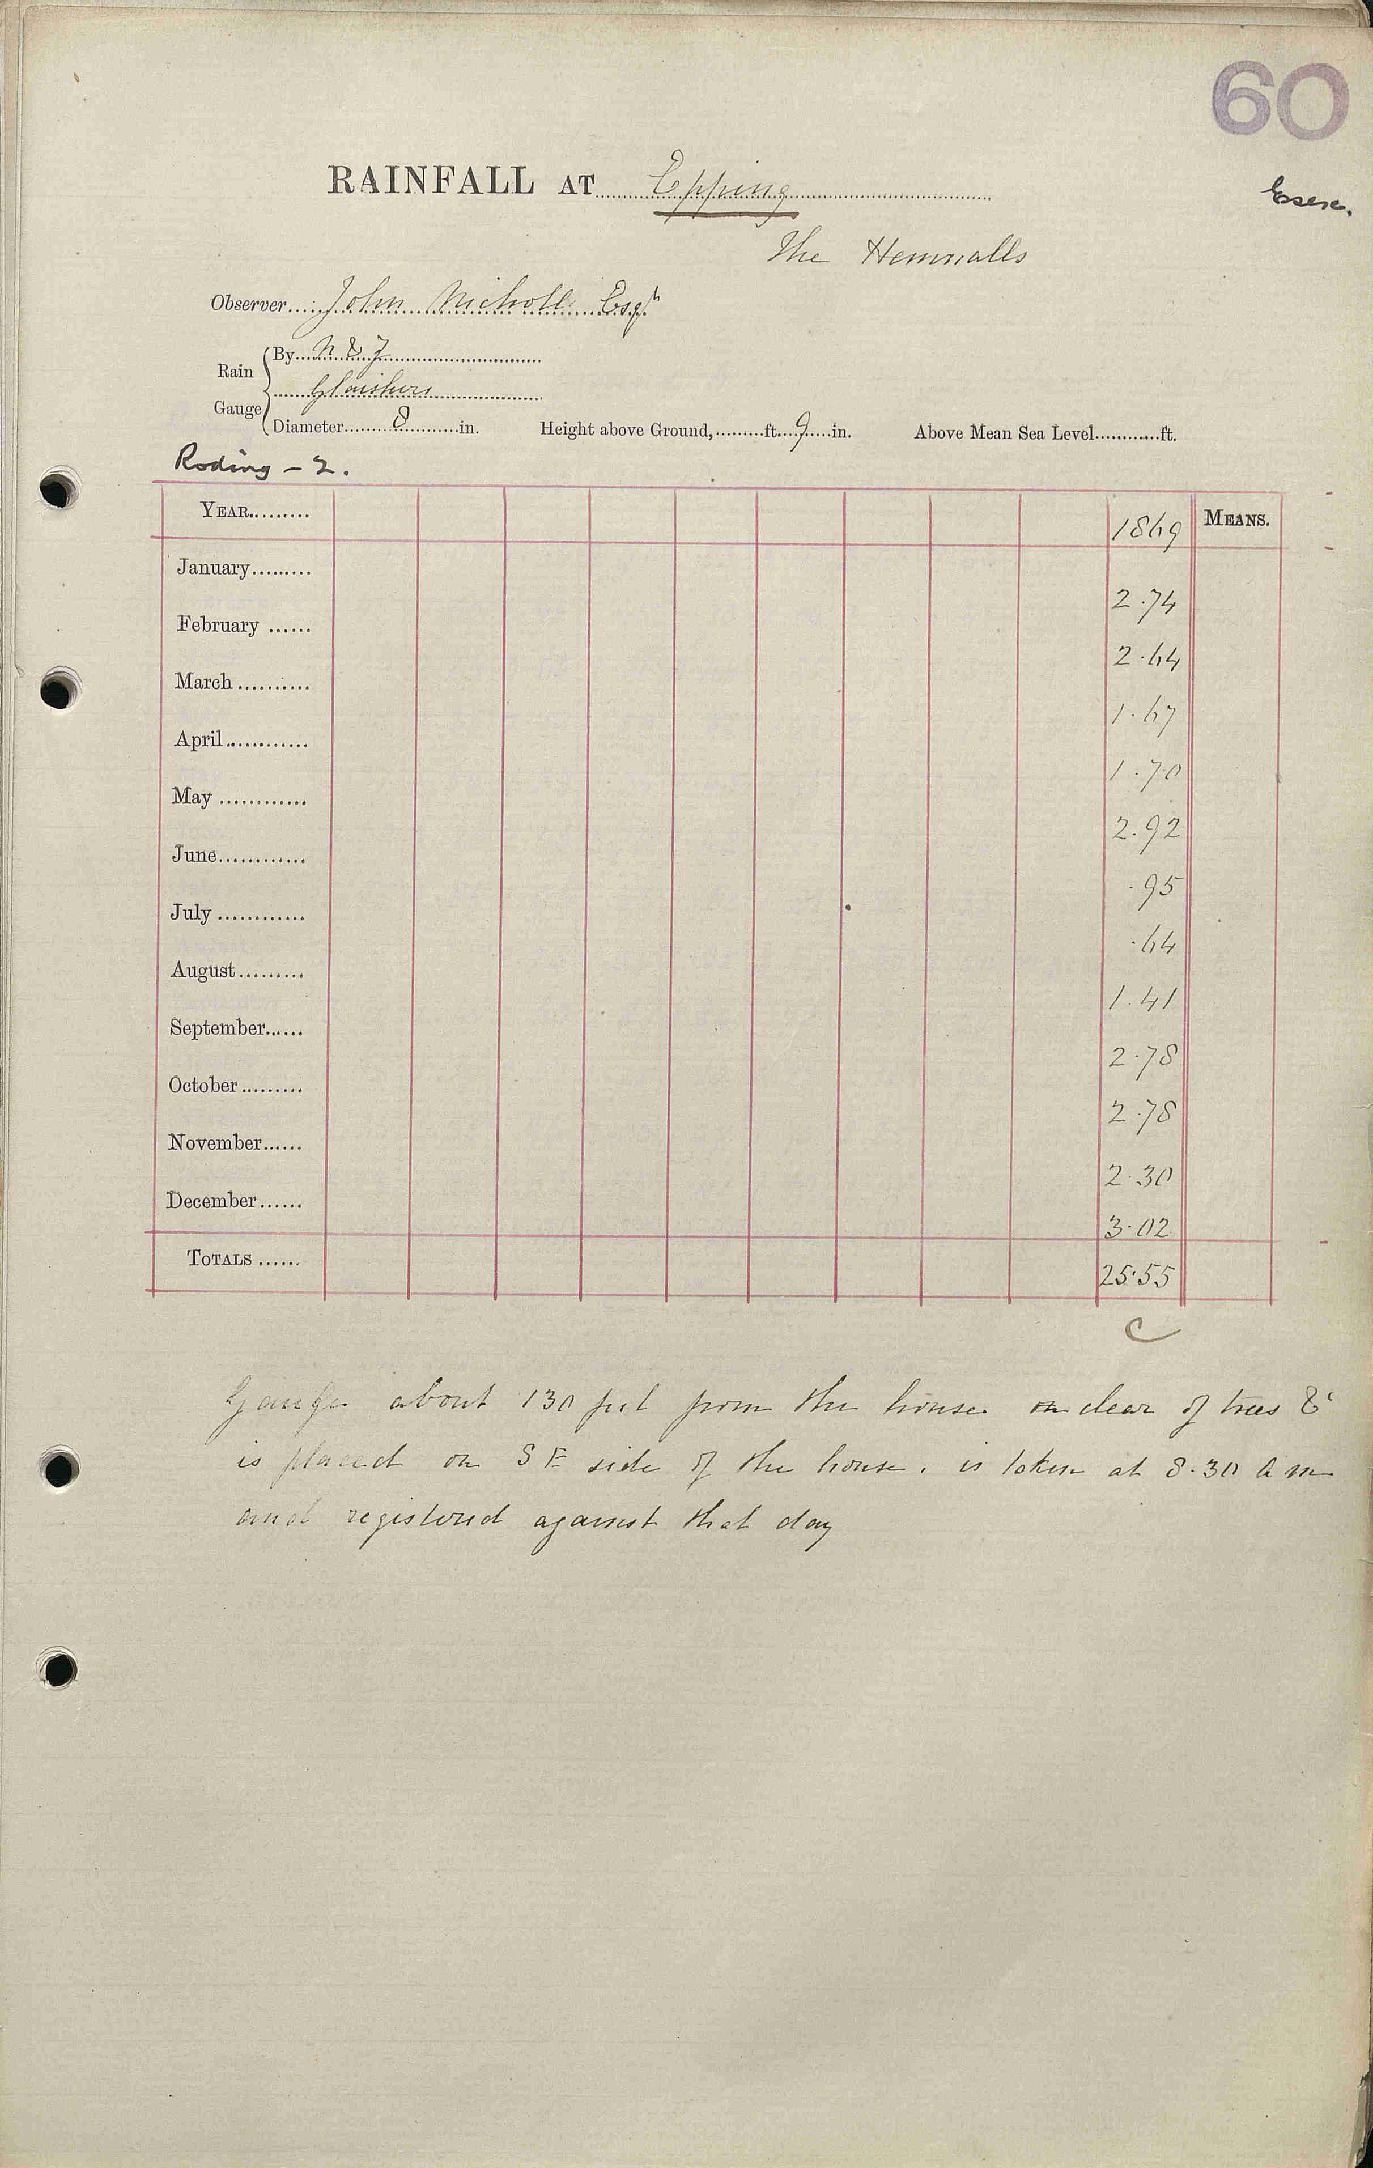 60
RAINFALL AT Epping
Essex.
The Hemnalls
Observer John Nicholls Esqr
Rain Gauge
By N & Z
Glaishers
Diameter 8 in. Height above Ground, ft. 9 in. Above Mean Sea Level ft.
Roding - 2.
YEAR 1869 MEANS.
January 2.74
February 2.64
March 1.67
April 1.70
May 2.92
June .95
July .64
August 1.41
September 2.78
October 2.78
November 2.30
December 3.02
TOTALS 25.55
C
Gauge about 130 feet from the house clear of trees &c
is placed on SE side of the house. is taken at 8.30 a m
and registered against that day